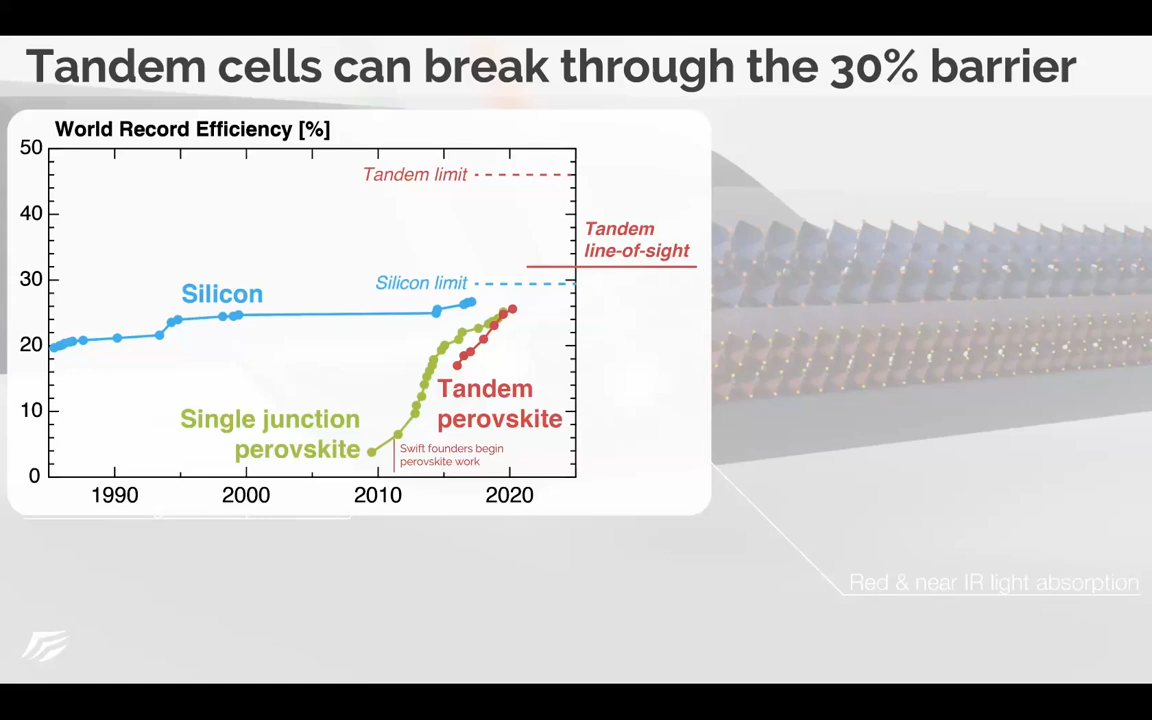 Tandem cells can break through the 30% barrier
World Record Efficiency [%]
50
40
30
20
10
0
1990
2000
2010
2020
Tandem limit
Tandem
line-of-sight
Silicon limit
Silicon
Tandem
perovskite
Single junction
perovskite
Swift founders begin
perovskite work
Red & near IR light absorption